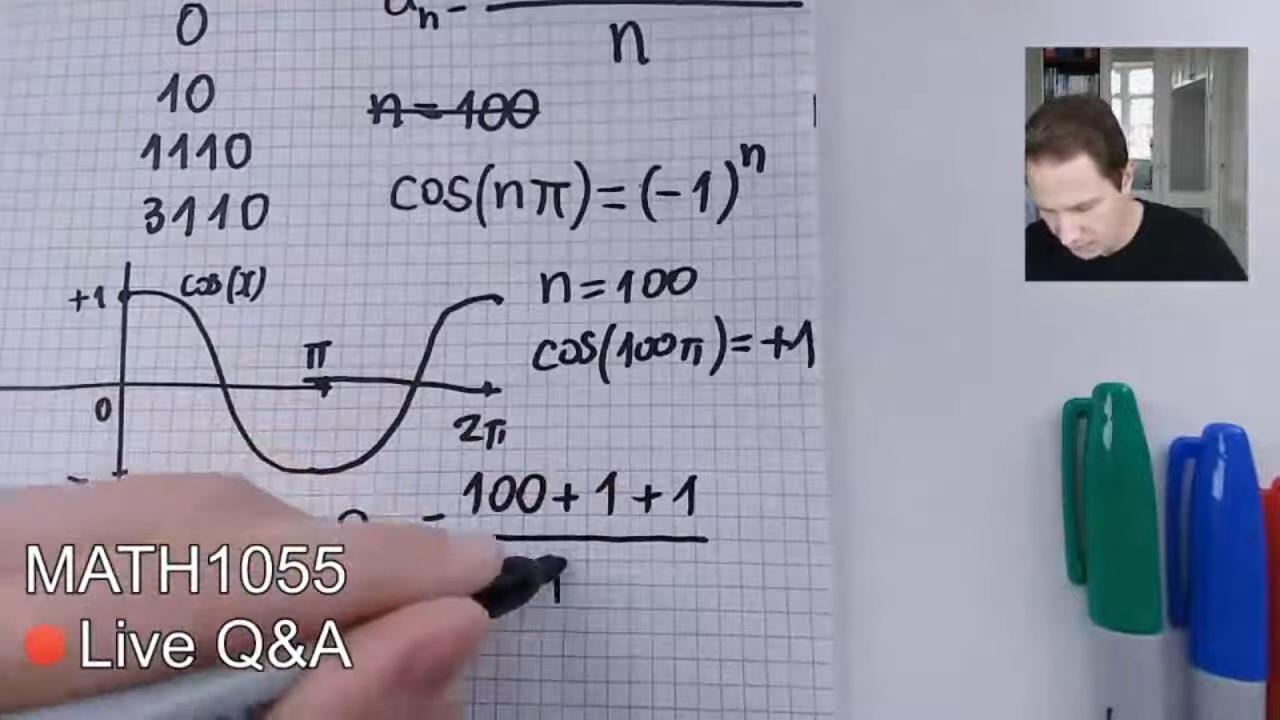 0
10
1110
3110
n
n = 100
cos(nπ) = (-1)^n
+1
cos(x)
π
0
2π
n = 100
cos(100π) = +1
100 + 1 + 1
MATH1055
Live Q&A